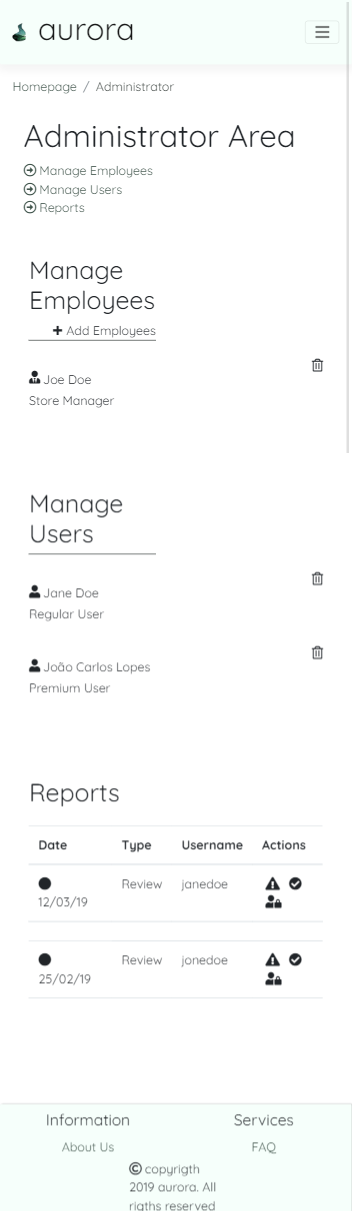 aurora
Homepage / Administrator
Administrator Area
Manage Employees
Manage Users
Reports
Manage
Employees
+ Add Employees
Joe Doe
Store Manager
Manage
Users
Jane Doe
Regular User
João Carlos Lopes
Premium User
Reports
Date Type Username Actions
Review janedoe
12/03/19
Review jonedoe
25/02/19
Information Services
About Us FAQ
© copyrigth
2019 aurora. All
rigths reserved